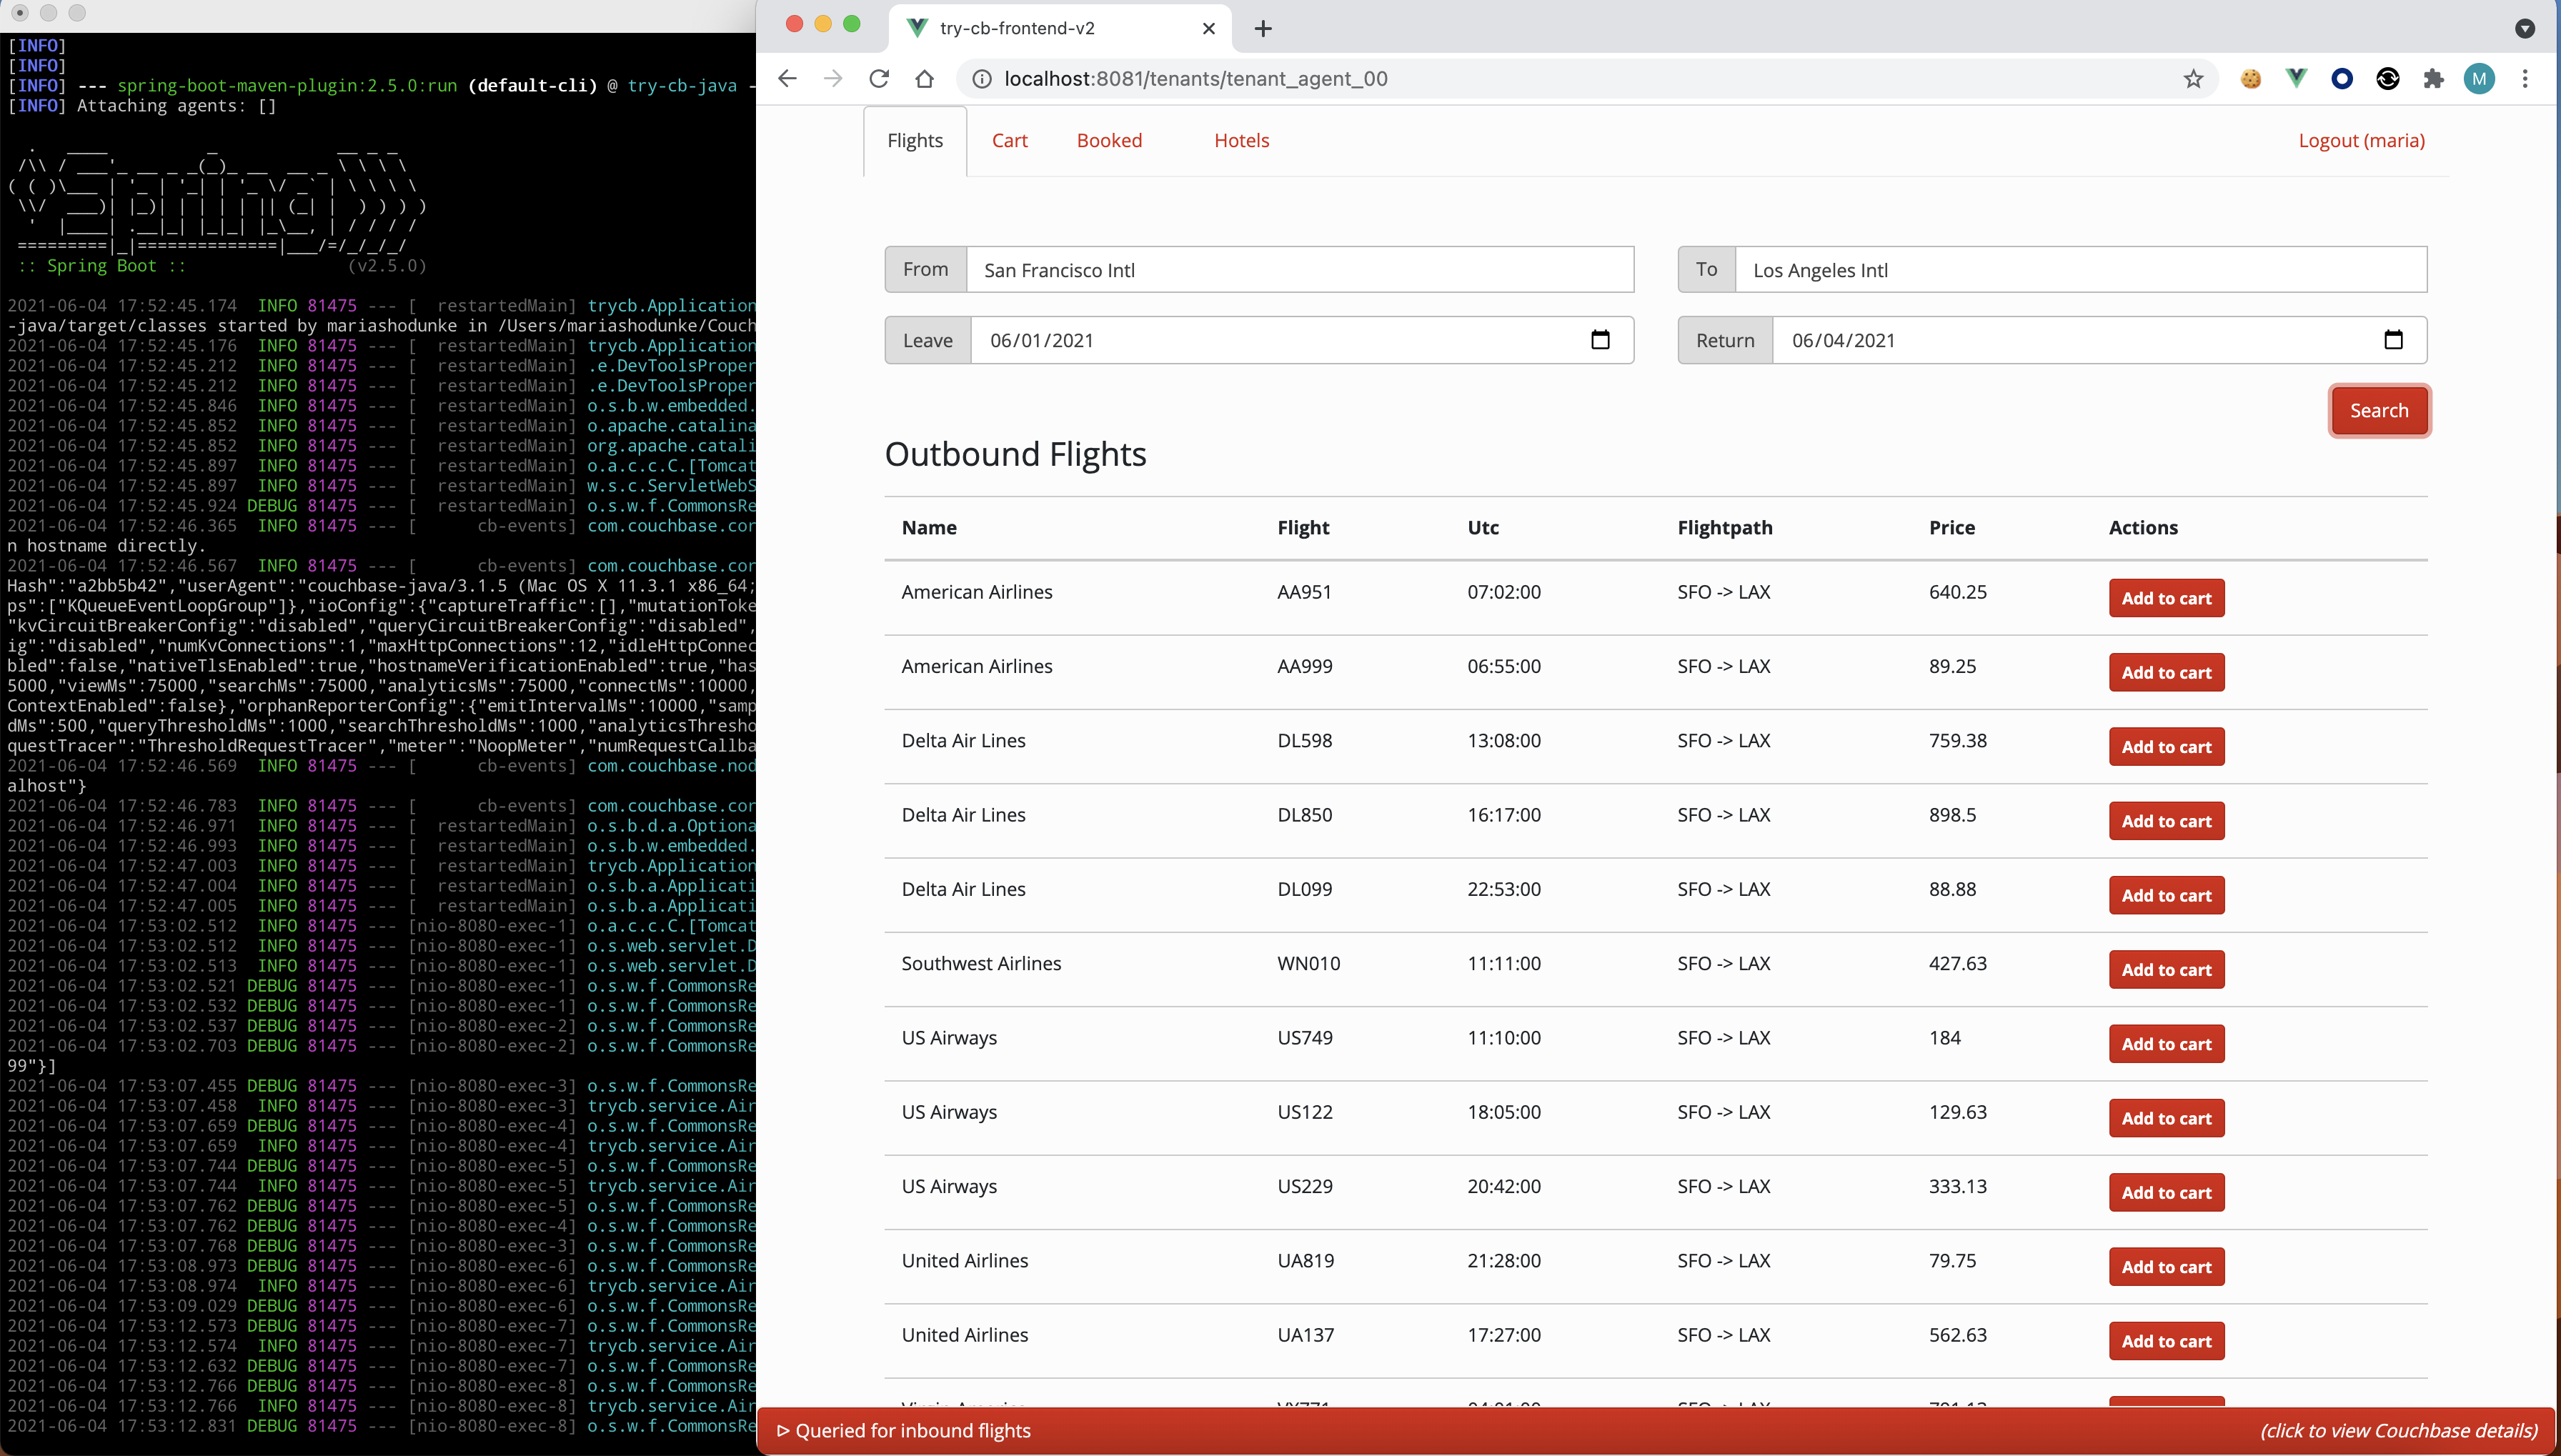 [INFO]
[INFO]
[INFO] --- spring-boot-maven-plugin:2.5.0:run (default-cli) @ try-cb-java -
[INFO] Attaching agents: []
:: Spring Boot ::                (v2.5.0)
2021-06-04 17:52:45.174  INFO 81475 --- [  restartedMain] trycb.Application
-java/target/classes started by mariashodunke in /Users/mariashodunke/Couch
2021-06-04 17:52:45.176  INFO 81475 --- [  restartedMain] trycb.Application
2021-06-04 17:52:45.212  INFO 81475 --- [  restartedMain] .e.DevToolsProper
2021-06-04 17:52:45.212  INFO 81475 --- [  restartedMain] .e.DevToolsProper
2021-06-04 17:52:45.846  INFO 81475 --- [  restartedMain] o.s.b.w.embedded.
2021-06-04 17:52:45.852  INFO 81475 --- [  restartedMain] o.apache.catalina
2021-06-04 17:52:45.852  INFO 81475 --- [  restartedMain] org.apache.catali
2021-06-04 17:52:45.897  INFO 81475 --- [  restartedMain] o.a.c.c.C.[Tomcat
2021-06-04 17:52:45.897  INFO 81475 --- [  restartedMain] w.s.c.ServletWebS
2021-06-04 17:52:45.924 DEBUG 81475 --- [  restartedMain] o.s.w.f.CommonsRe
2021-06-04 17:52:46.365  INFO 81475 --- [      cb-events] com.couchbase.cor
n hostname directly.
2021-06-04 17:52:46.567  INFO 81475 --- [      cb-events] com.couchbase.cor
Hash":"a2bb5b42","userAgent":"couchbase-java/3.1.5 (Mac OS X 11.3.1 x86_64;
ps":["KQueueEventLoopGroup"]},"ioConfig":{"captureTraffic":[],"mutationToke
"kvCircuitBreakerConfig":"disabled","queryCircuitBreakerConfig":"disabled",
ig":"disabled","numKvConnections":1,"maxHttpConnections":12,"idleHttpConnec
bled":false,"nativeTlsEnabled":true,"hostnameVerificationEnabled":true,"has
5000,"viewMs":75000,"searchMs":75000,"analyticsMs":75000,"connectMs":10000,
ContextEnabled":false},"orphanReporterConfig":{"emitIntervalMs":10000,"samp
dMs":500,"queryThresholdMs":1000,"searchThresholdMs":1000,"analyticsThresho
questTracer":"ThresholdRequestTracer","meter":"NoopMeter","numRequestCallba
2021-06-04 17:52:46.569  INFO 81475 --- [      cb-events] com.couchbase.nod
alhost"}
2021-06-04 17:52:46.783  INFO 81475 --- [      cb-events] com.couchbase.cor
2021-06-04 17:52:46.971  INFO 81475 --- [  restartedMain] o.s.b.d.a.Optiona
2021-06-04 17:52:46.993  INFO 81475 --- [  restartedMain] o.s.b.w.embedded.
2021-06-04 17:52:47.003  INFO 81475 --- [  restartedMain] trycb.Application
2021-06-04 17:52:47.004  INFO 81475 --- [  restartedMain] o.s.b.a.Applicati
2021-06-04 17:52:47.005  INFO 81475 --- [  restartedMain] o.s.b.a.Applicati
2021-06-04 17:53:02.512  INFO 81475 --- [nio-8080-exec-1] o.a.c.c.C.[Tomcat
2021-06-04 17:53:02.512  INFO 81475 --- [nio-8080-exec-1] o.s.web.servlet.D
2021-06-04 17:53:02.513  INFO 81475 --- [nio-8080-exec-1] o.s.web.servlet.D
2021-06-04 17:53:02.521 DEBUG 81475 --- [nio-8080-exec-1] o.s.w.f.CommonsRe
2021-06-04 17:53:02.532 DEBUG 81475 --- [nio-8080-exec-1] o.s.w.f.CommonsRe
2021-06-04 17:53:02.537 DEBUG 81475 --- [nio-8080-exec-2] o.s.w.f.CommonsRe
2021-06-04 17:53:02.703 DEBUG 81475 --- [nio-8080-exec-2] o.s.w.f.CommonsRe
99"}]
2021-06-04 17:53:07.455 DEBUG 81475 --- [nio-8080-exec-3] o.s.w.f.CommonsRe
2021-06-04 17:53:07.458  INFO 81475 --- [nio-8080-exec-3] trycb.service.Air
2021-06-04 17:53:07.659 DEBUG 81475 --- [nio-8080-exec-4] o.s.w.f.CommonsRe
2021-06-04 17:53:07.659  INFO 81475 --- [nio-8080-exec-4] trycb.service.Air
2021-06-04 17:53:07.744 DEBUG 81475 --- [nio-8080-exec-5] o.s.w.f.CommonsRe
2021-06-04 17:53:07.744  INFO 81475 --- [nio-8080-exec-5] trycb.service.Air
2021-06-04 17:53:07.762 DEBUG 81475 --- [nio-8080-exec-5] o.s.w.f.CommonsRe
2021-06-04 17:53:07.762 DEBUG 81475 --- [nio-8080-exec-4] o.s.w.f.CommonsRe
2021-06-04 17:53:07.768 DEBUG 81475 --- [nio-8080-exec-3] o.s.w.f.CommonsRe
2021-06-04 17:53:08.973 DEBUG 81475 --- [nio-8080-exec-6] o.s.w.f.CommonsRe
2021-06-04 17:53:08.974  INFO 81475 --- [nio-8080-exec-6] trycb.service.Air
2021-06-04 17:53:09.029 DEBUG 81475 --- [nio-8080-exec-6] o.s.w.f.CommonsRe
2021-06-04 17:53:12.573 DEBUG 81475 --- [nio-8080-exec-7] o.s.w.f.CommonsRe
2021-06-04 17:53:12.574  INFO 81475 --- [nio-8080-exec-7] trycb.service.Air
2021-06-04 17:53:12.632 DEBUG 81475 --- [nio-8080-exec-7] o.s.w.f.CommonsRe
2021-06-04 17:53:12.766 DEBUG 81475 --- [nio-8080-exec-8] o.s.w.f.CommonsRe
2021-06-04 17:53:12.766  INFO 81475 --- [nio-8080-exec-8] trycb.service.Air
2021-06-04 17:53:12.831 DEBUG 81475 --- [nio-8080-exec-8] o.s.w.f.CommonsRe
try-cb-frontend-v2
localhost:8081/tenants/tenant_agent_00 M
Flights Cart Booked Hotels Logout (maria)
From San Francisco Intl To Los Angeles Intl
Leave 06/01/2021 Return 06/04/2021
Search
Outbound Flights
Name Flight Utc Flightpath Price Actions
American Airlines AA951 07:02:00 SFO -> LAX 640.25 Add to cart
American Airlines AA999 06:55:00 SFO -> LAX 89.25 Add to cart
Delta Air Lines DL598 13:08:00 SFO -> LAX 759.38 Add to cart
Delta Air Lines DL850 16:17:00 SFO -> LAX 898.5 Add to cart
Delta Air Lines DL099 22:53:00 SFO -> LAX 88.88 Add to cart
Southwest Airlines WN010 11:11:00 SFO -> LAX 427.63 Add to cart
US Airways US749 11:10:00 SFO -> LAX 184 Add to cart
US Airways US122 18:05:00 SFO -> LAX 129.63 Add to cart
US Airways US229 20:42:00 SFO -> LAX 333.13 Add to cart
United Airlines UA819 21:28:00 SFO -> LAX 79.75 Add to cart
United Airlines UA137 17:27:00 SFO -> LAX 562.63 Add to cart
Queried for inbound flights (click to view Couchbase details)